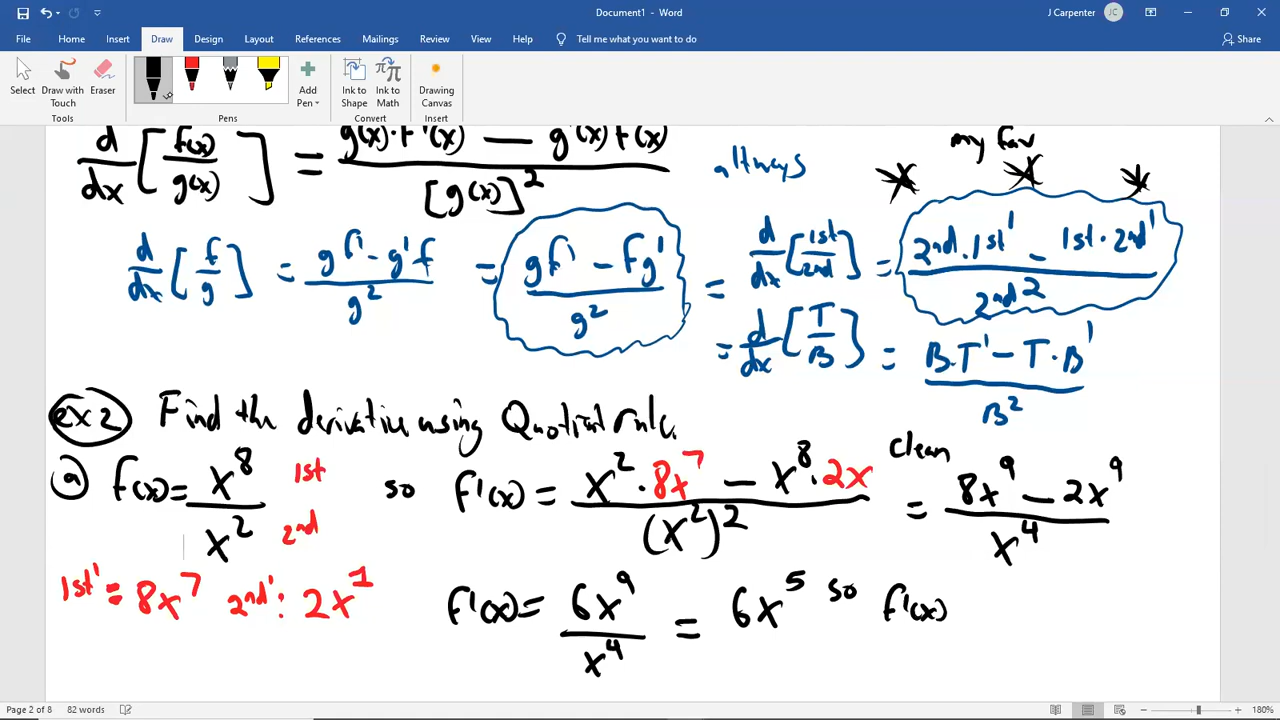 Document1 - Word
J Carpenter JC
File Home Insert Draw Design Layout References Mailings Review View Help Tell me what you want to do Share
Select Draw with Touch Eraser Add Pen Ink to Shape Ink to Math Drawing Canvas
Tools Pens Convert
d/dx [f(x)/g(x)] = g(x)·f'(x) — g'(x)f(x) / [g(x)]²
always
my fav
d/dx [f/g] = gf' - g'f / g² = gf' - fg' / g² = d/dx [1st/2nd] = 2nd·1st' - 1st·2nd' / 2nd²
= d/dx [T/B] = B·T' - T·B' / B²
ex2 Find the derivative using Quotient rule.
a) f(x) = x⁸/x² 1st 2nd so f'(x) = x²·8x⁷ — x⁸·2x / (x²)² clean = 8x⁹ — 2x⁹ / x⁴
1st' = 8x⁷ 2nd' : 2x¹
f'(x) = 6x⁹/x⁴ = 6x⁵ so f'(x)
Page 2 of 8 82 words 180%